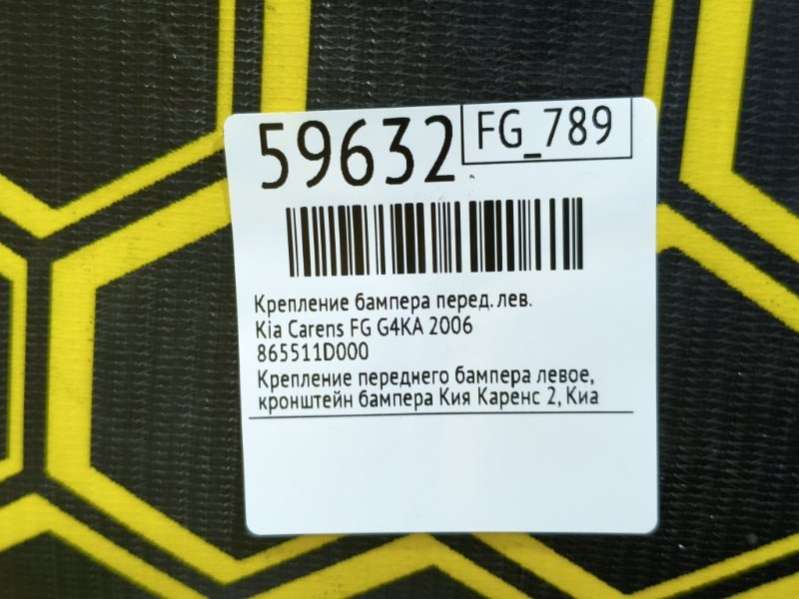 59632
FG_789
Крепление бампера перед. лев.
Kia Carens FG G4KA 2006
865511D000
Крепление переднего бампера левое,
кронштейн бампера Кия Каренс 2, Киа